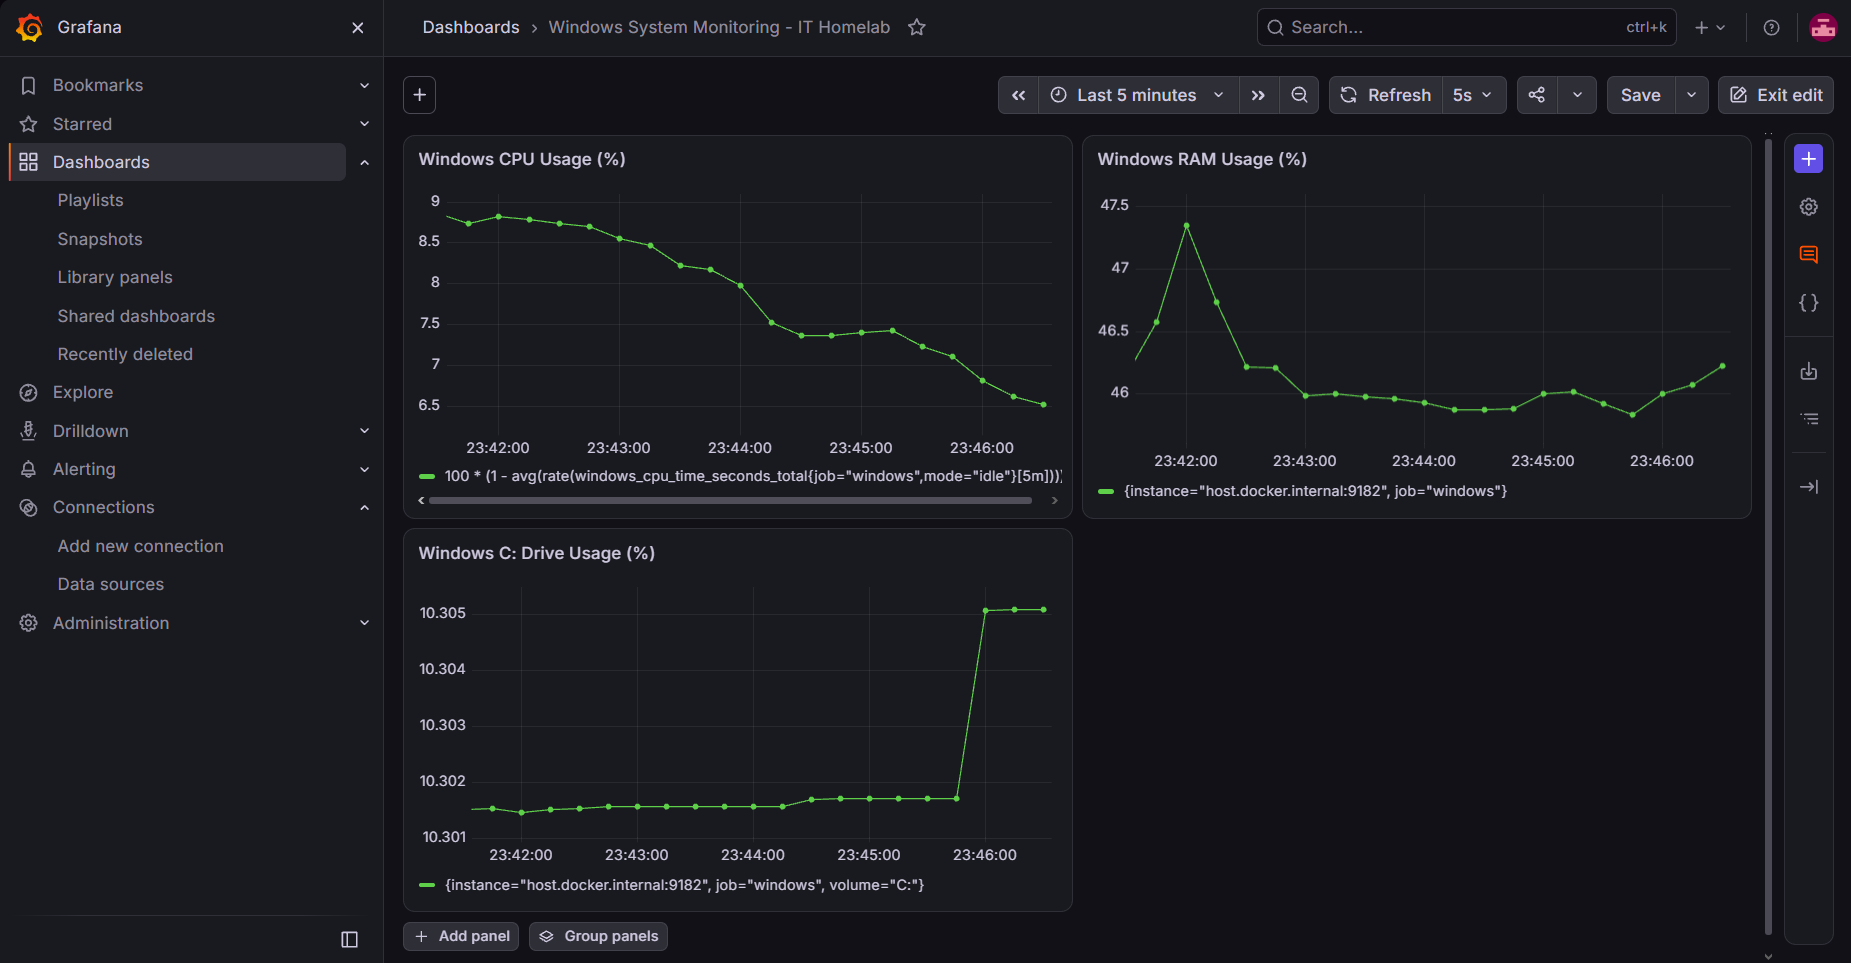 Grafana
Dashboards › Windows System Monitoring - IT Homelab
Search... ctrl+k
Bookmarks
Starred
Dashboards
Playlists
Snapshots
Library panels
Shared dashboards
Recently deleted
Explore
Drilldown
Alerting
Connections
Add new connection
Data sources
Administration
Last 5 minutes
Refresh
5s
Save
Exit edit
Windows CPU Usage (%)
9
8.5
8
7.5
7
6.5
23:42:00 23:43:00 23:44:00 23:45:00 23:46:00
100 * (1 - avg(rate(windows_cpu_time_seconds_total{job="windows",mode="idle"}[5m])))
Windows RAM Usage (%)
47.5
47
46.5
46
23:42:00 23:43:00 23:44:00 23:45:00 23:46:00
{instance="host.docker.internal:9182", job="windows"}
Windows C: Drive Usage (%)
10.305
10.304
10.303
10.302
10.301
23:42:00 23:43:00 23:44:00 23:45:00 23:46:00
{instance="host.docker.internal:9182", job="windows", volume="C:"}
Add panel
Group panels